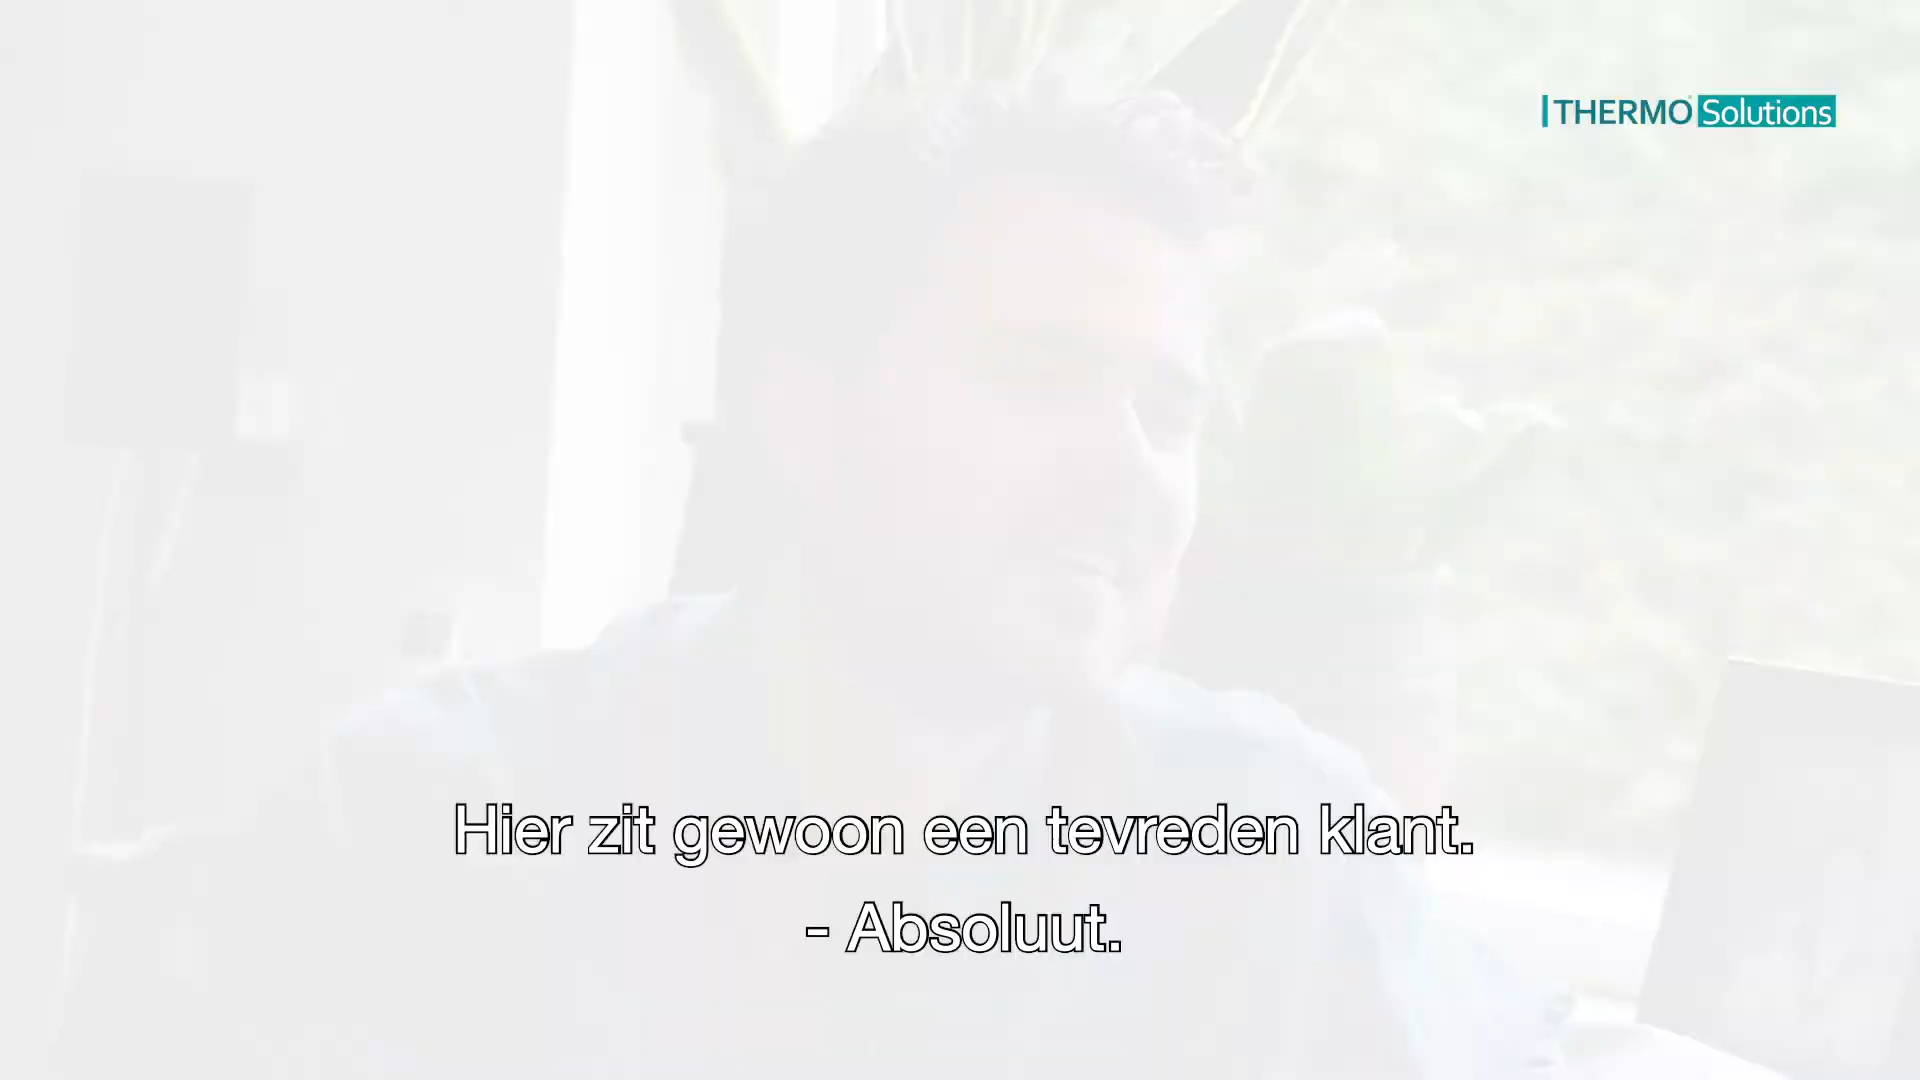 THERMO Solutions
Hier zit gewoon een tevreden klant.
- Absoluut.